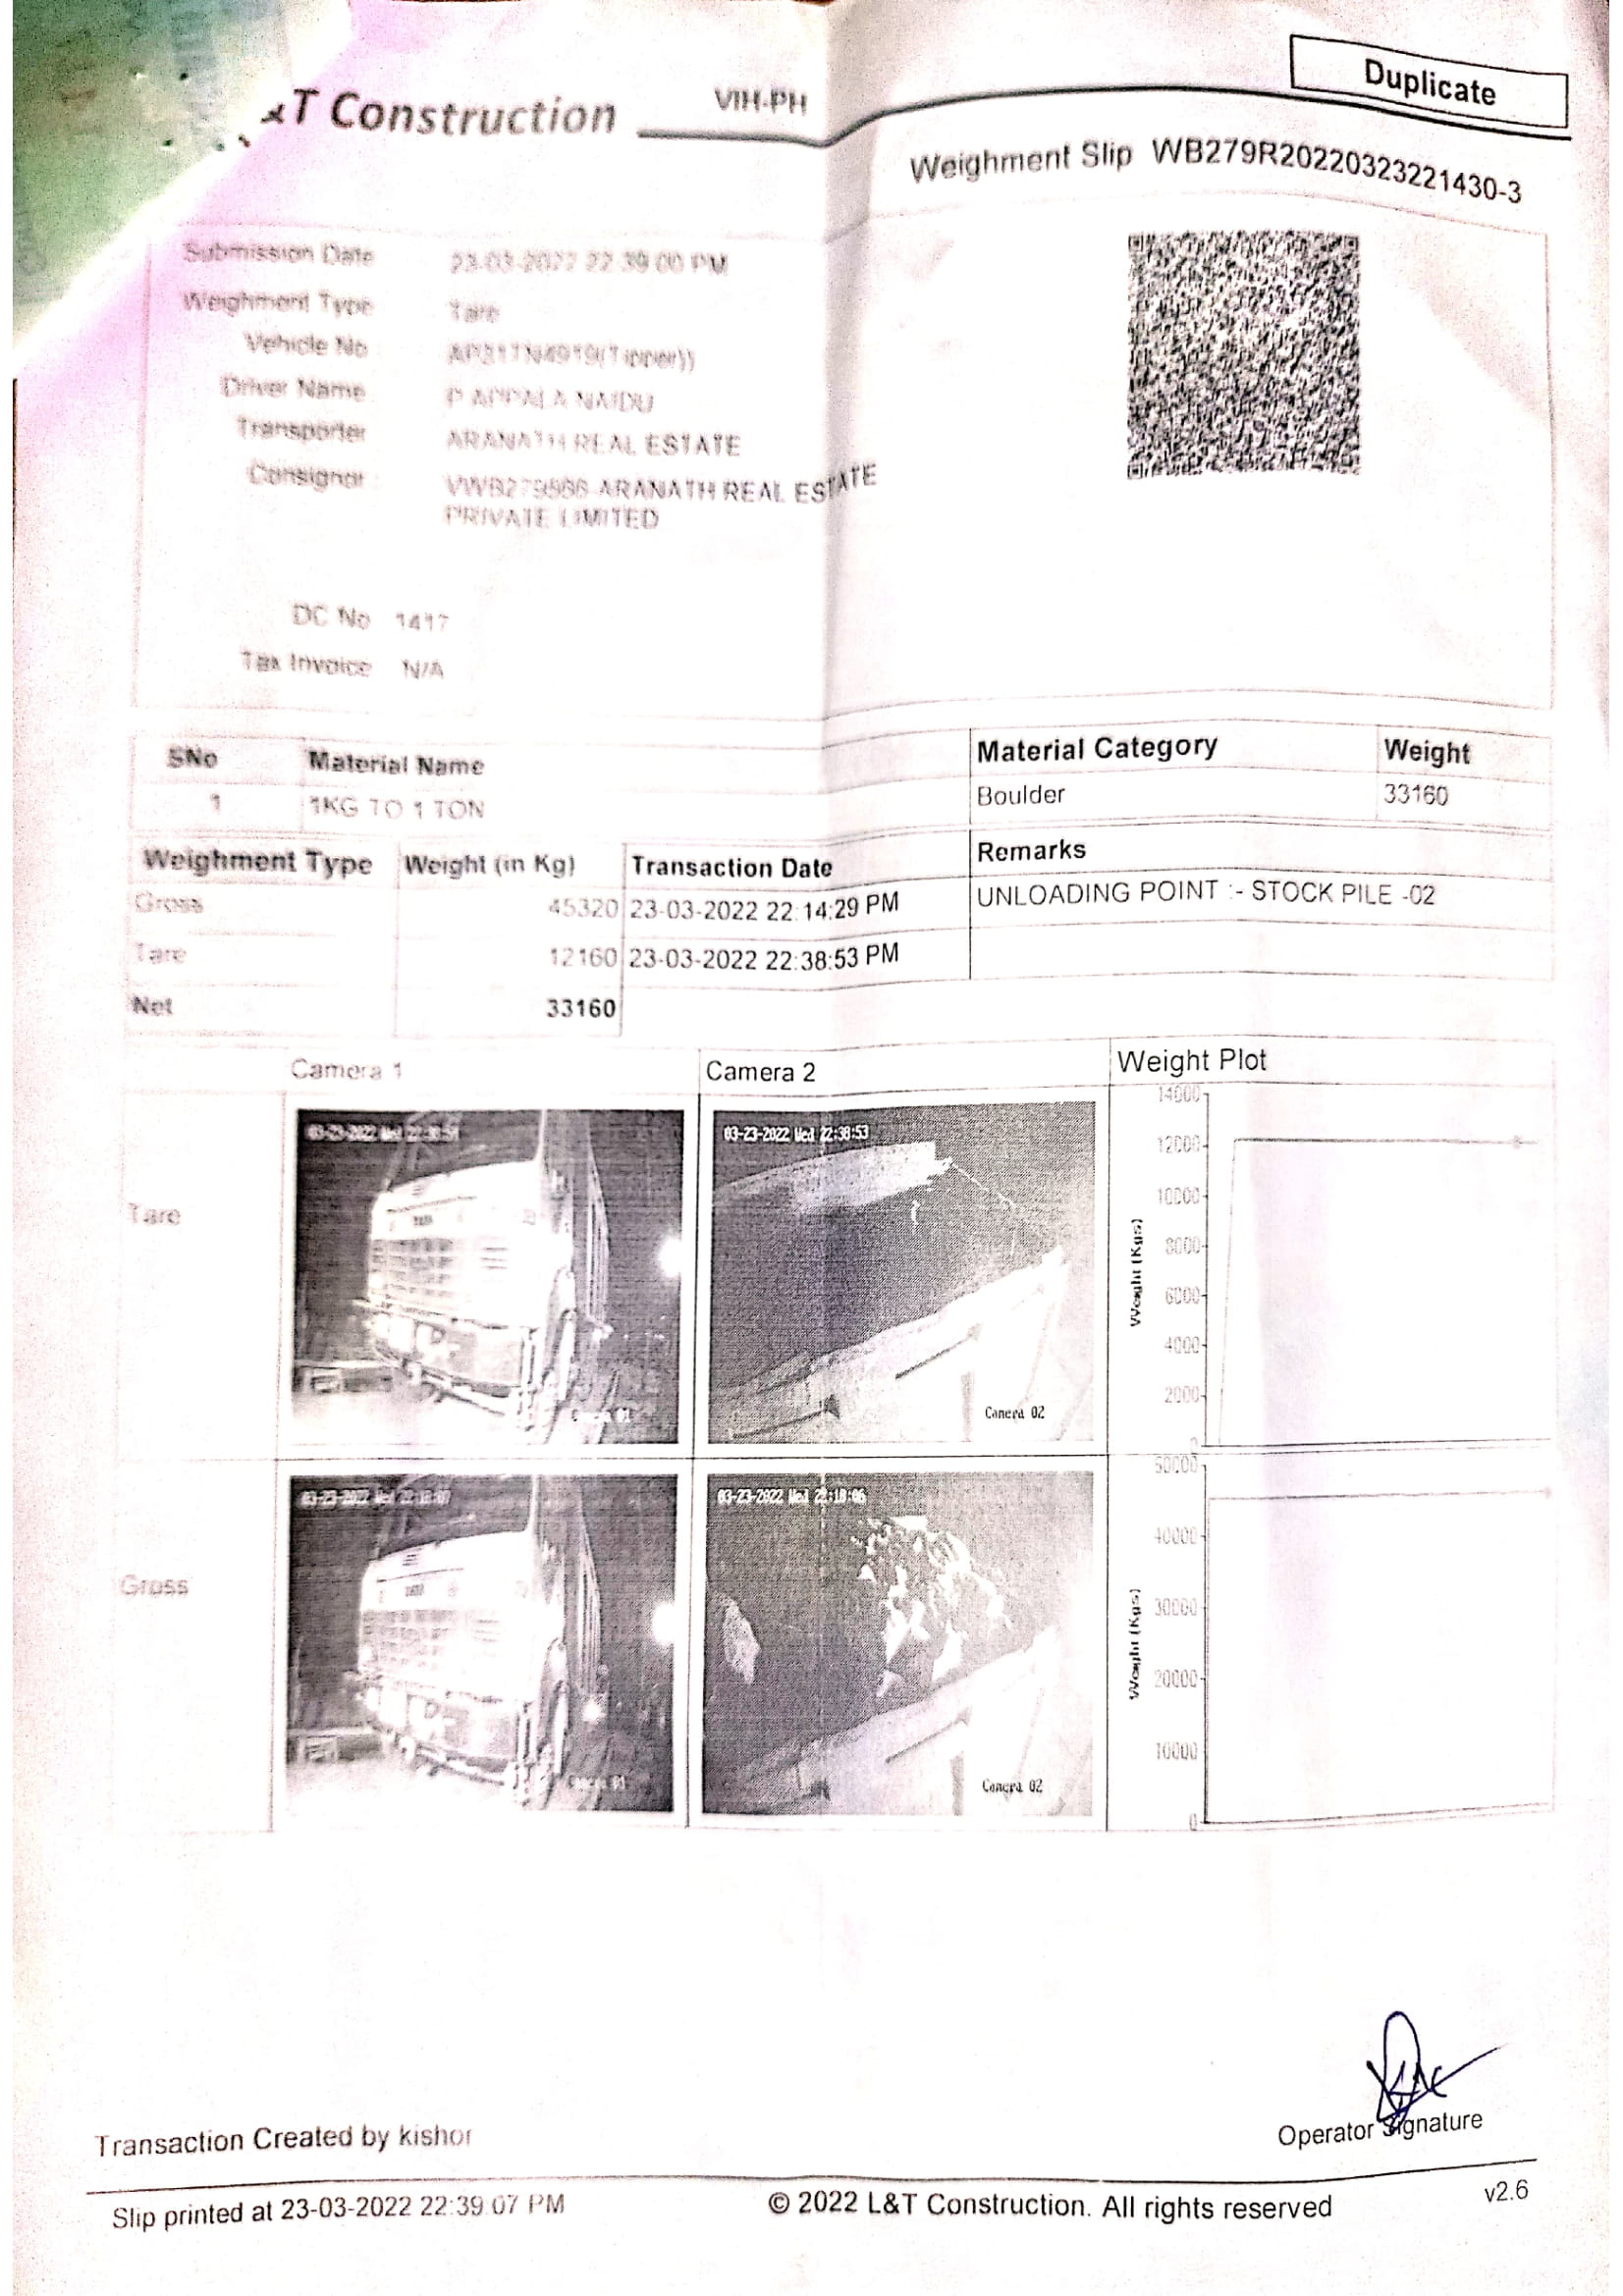 Duplicate
&T Construction
VIH-PH
Weighment Slip WB279R20220323221430-3
Submission Date 23-03-2022 22:39:00 PM
Weighment Type Tare
Vehicle No AP31TN4919(Tipper))
Driver Name P APPALA NAIDU
Transporter ARANATH REAL ESTATE
Consignor VWB279566-ARANATH REAL ESTATE
PRIVATE LIMITED
DC No 1417
Tax Invoice N/A
SNo Material Name Material Category Weight
1 1KG TO 1 TON Boulder 33160
Weighment Type Weight (in Kg) Transaction Date Remarks
Gross 45320 23-03-2022 22:14:29 PM UNLOADING POINT :- STOCK PILE -02
Tare 12160 23-03-2022 22:38:53 PM
Net 33160
Camera 1 Camera 2 Weight Plot
Tare
03-23-2022 Wed
03-23-2022 Wed 22:38:53
Camera 01
Camera 02
14000
12000
10000
8000
6000
4000
2000
0
Weight (Kgs)
Gross
03-23-2022 Wed
03-23-2022 Wed 22:18:06
Camera 01
Camera 02
50000
40000
30000
20000
10000
0
Weight (Kgs)
Transaction Created by kishor
Operator Signature
Slip printed at 23-03-2022 22:39:07 PM
© 2022 L&T Construction. All rights reserved
v2.6